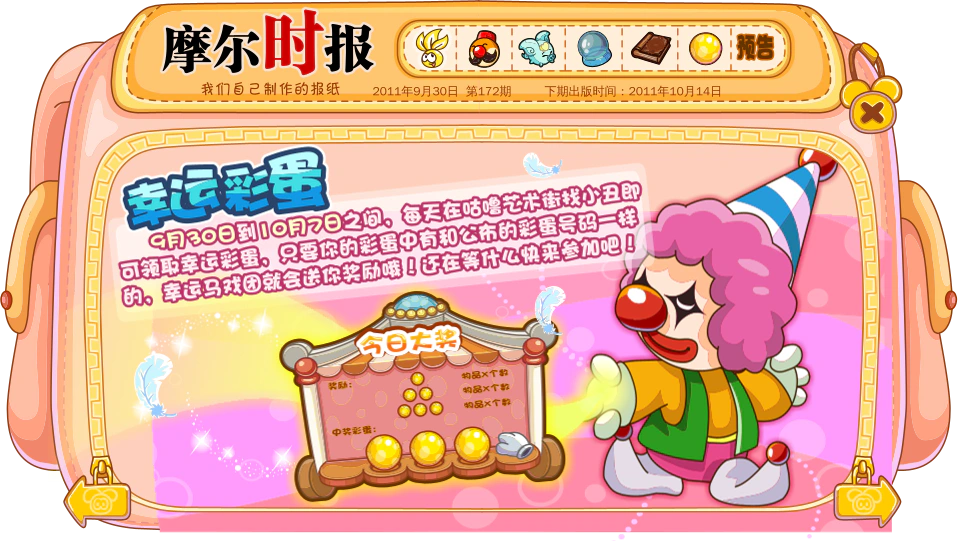 摩尔时报
预告
我们自己制作的报纸
2011年9月30日 第172期
下期出版时间：2011年10月14日
幸运彩蛋
9月30日到10月7日之间，每天在咕噜艺术街找小丑即
可领取幸运彩蛋，只要你的彩蛋中有和公布的彩蛋号码一样
的，幸运马戏团就会送你奖励哦！还在等什么快来参加吧！
今日大奖
奖励：
物品X个数
物品X个数
物品X个数
中奖彩蛋：